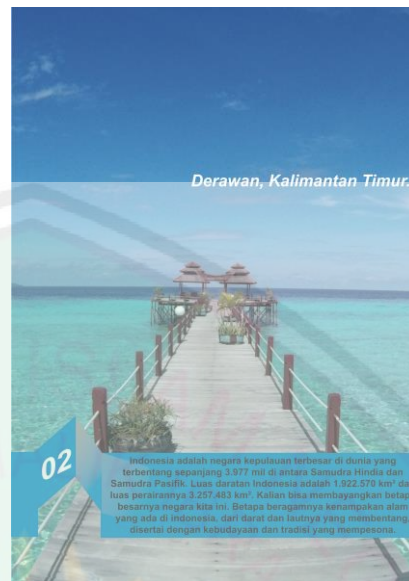 Derawan, Kalimantan Timur.
02
indonesia adalah negara kepulauan terbesar di dunia yang
terbentang sepanjang 3.977 mil di antara Samudra Hindia dan
Samudra Pasifik. Luas daratan Indonesia adalah 1.922.570 km² da
luas perairannya 3.257.483 km². Kalian bisa membayangkan betap
besarnya negara kita ini. Betapa beragamnya kenampakan alam
yang ada di indonesia. dari darat dan lautnya yang membentang,
disertai dengan kebudayaan dan tradisi yang mempesona.